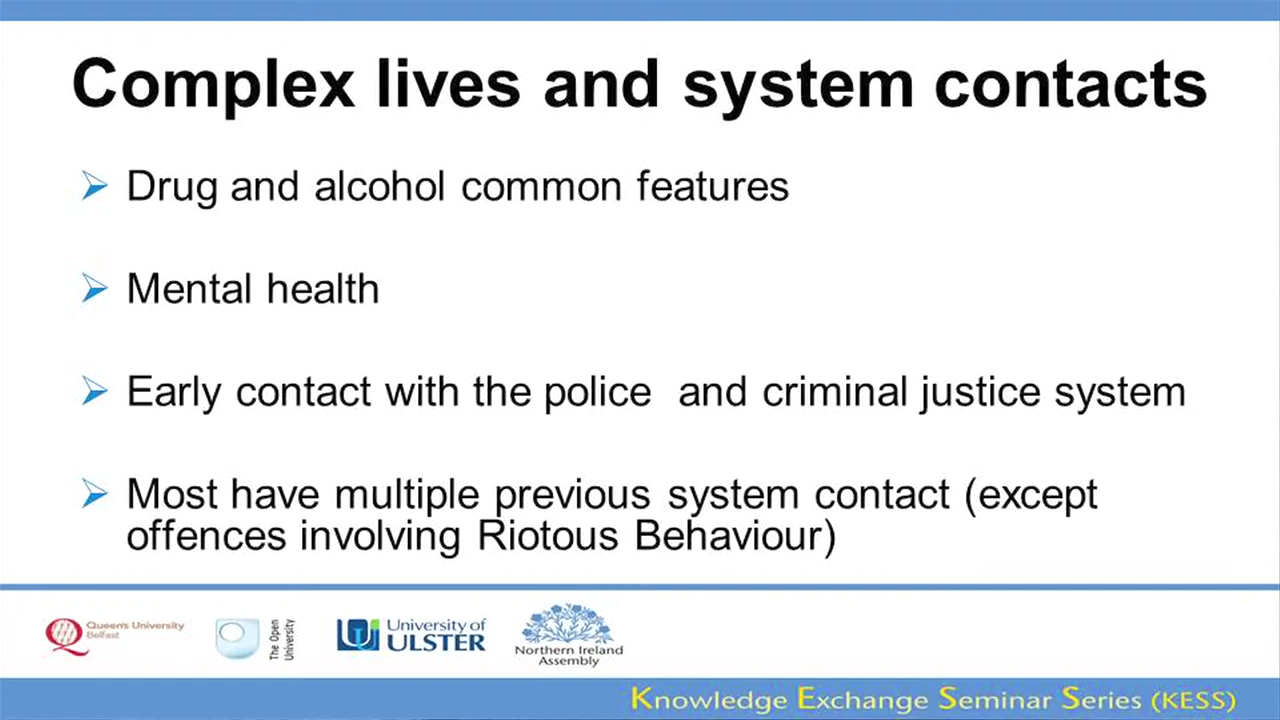 Complex lives and system contacts
Drug and alcohol common features
Mental health
Early contact with the police  and criminal justice system
Most have multiple previous system contact (except
offences involving Riotous Behaviour)
Queen's University
Belfast
The Open
University
University of
ULSTER
Northern Ireland
Assembly
Knowledge Exchange Seminar Series (KESS)